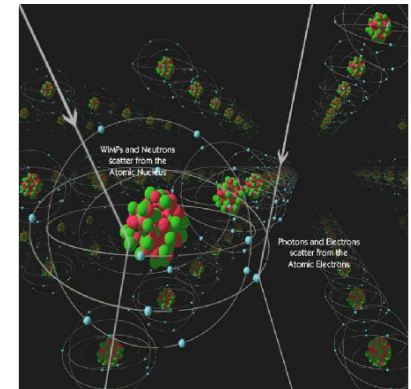 WIMPs and Neutrons
scatter from the
Atomic Nucleus
Photons and Electrons
scatter from the
Atomic Electrons